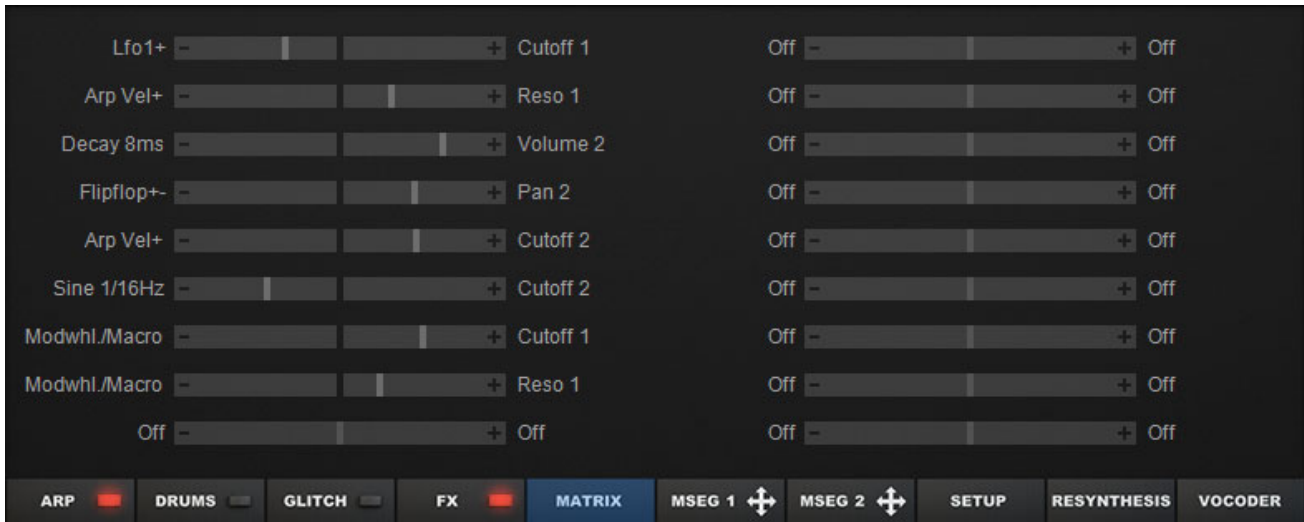 Lfo1+ - + Cutoff 1 Off - + Off
Arp Vel+ - + Reso 1 Off - + Off
Decay 8ms - + Volume 2 Off - + Off
Flipflop+- - + Pan 2 Off - + Off
Arp Vel+ - + Cutoff 2 Off - + Off
Sine 1/16Hz - + Cutoff 2 Off - + Off
Modwhl./Macro - + Cutoff 1 Off - + Off
Modwhl./Macro - + Reso 1 Off - + Off
Off - + Off Off - + Off
ARP DRUMS GLITCH FX MATRIX MSEG 1 MSEG 2 SETUP RESYNTHESIS VOCODER